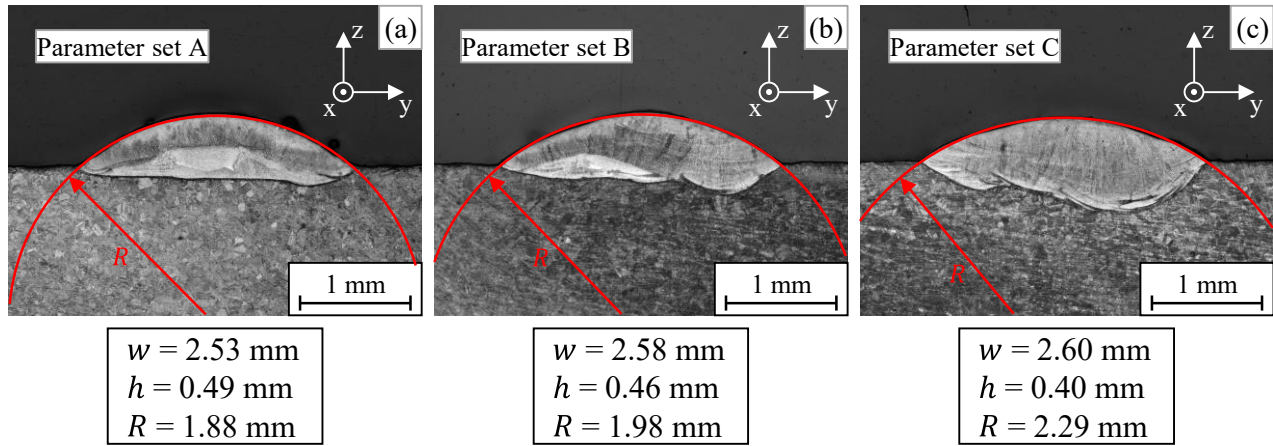 Parameter set A
(a)
z
x
y
R
1 mm
w = 2.53 mm
h = 0.49 mm
R = 1.88 mm
Parameter set B
(b)
z
x
y
R
1 mm
w = 2.58 mm
h = 0.46 mm
R = 1.98 mm
Parameter set C
(c)
z
x
y
R
1 mm
w = 2.60 mm
h = 0.40 mm
R = 2.29 mm